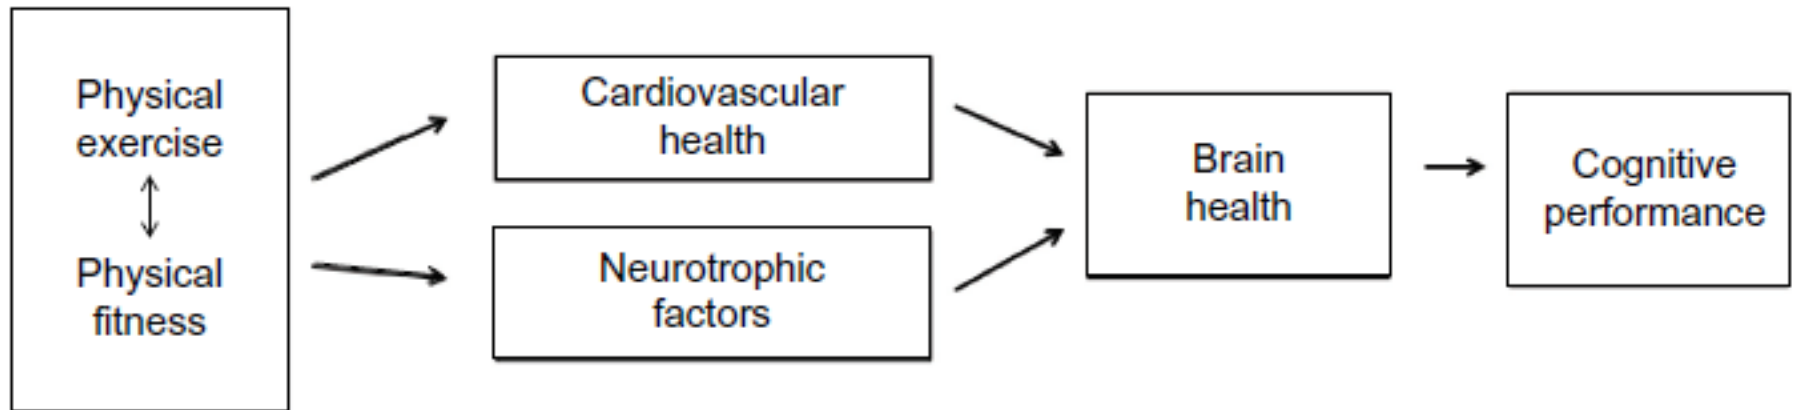 Physical
exercise
Physical
fitness
Cardiovascular
health
Neurotrophic
factors
Brain
health
Cognitive
performance